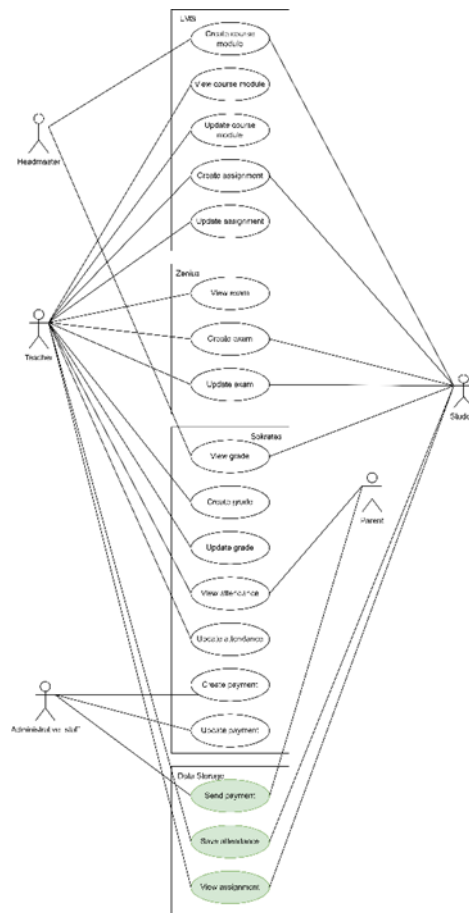 LMS
Create course
module
View course module
Update course
module
Create assignment
Update assignment
Headmaster
Zenius
View exam
Create exam
Update exam
Teacher
Sokrates
View grade
Create grade
Update grade
View attendance
Update attendance
Create payment
Update payment
Parent
Administrative staff
Data Storage
Send payment
Save attendance
View assignment